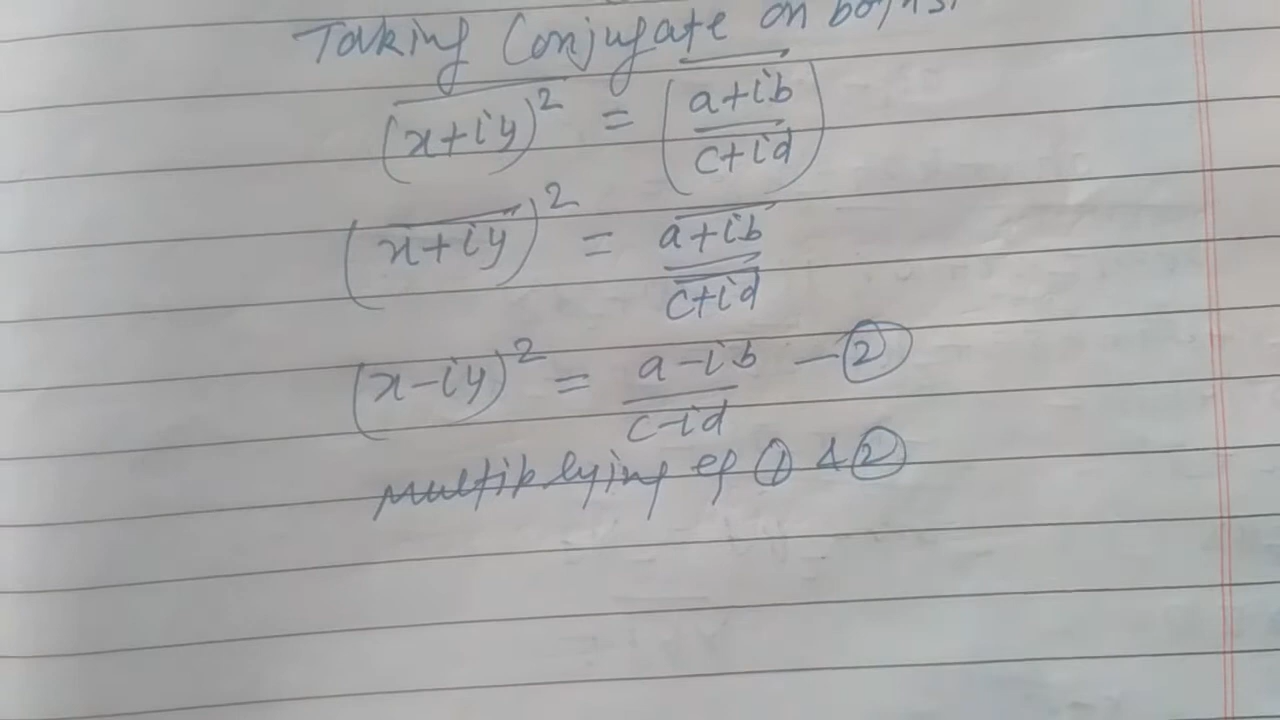 Taking Conjugate on both s.
(x+iy)² = (a+ib / c+id)
(x+iy)² = a+ib / c+id
(x-iy)² = a-ib / c-id — ②
Multiplying eq ① & ②